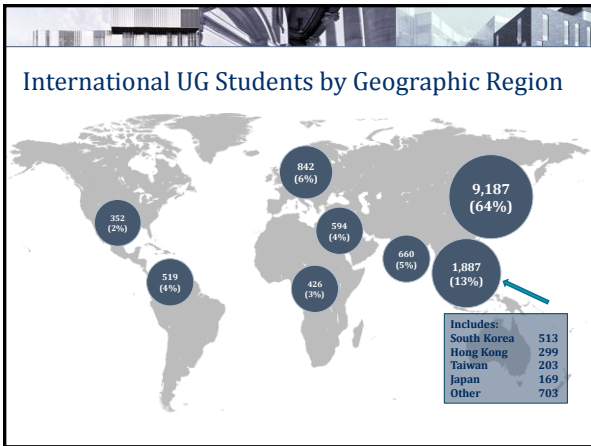 International UG Students by Geographic Region
842
(6%)
9,187
(64%)
352
(2%)
594
(4%)
660
(5%)
1,887
(13%)
519
(4%)
426
(3%)
Includes:
South Korea 513
Hong Kong 299
Taiwan 203
Japan 169
Other 703